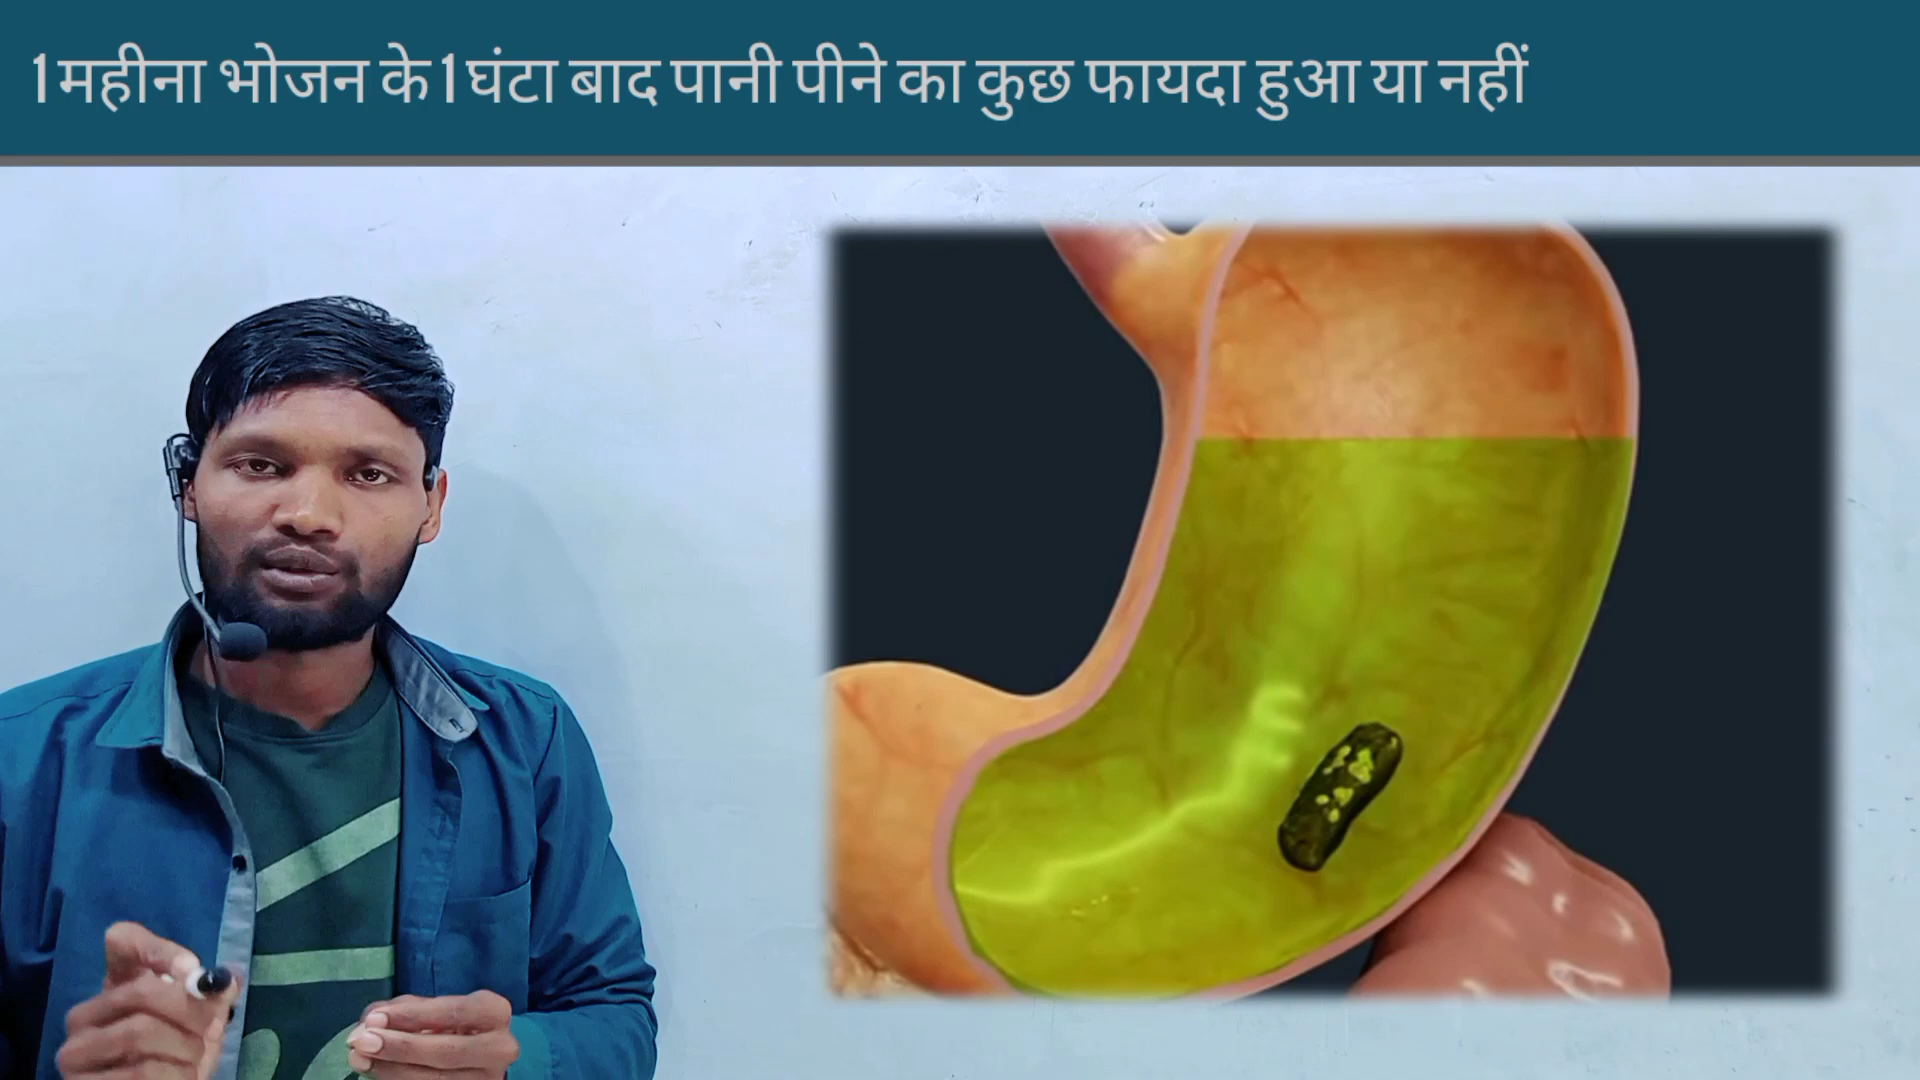 1 महीना भोजन के 1 घंटा बाद पानी पीने का कुछ फायदा हुआ या नहीं